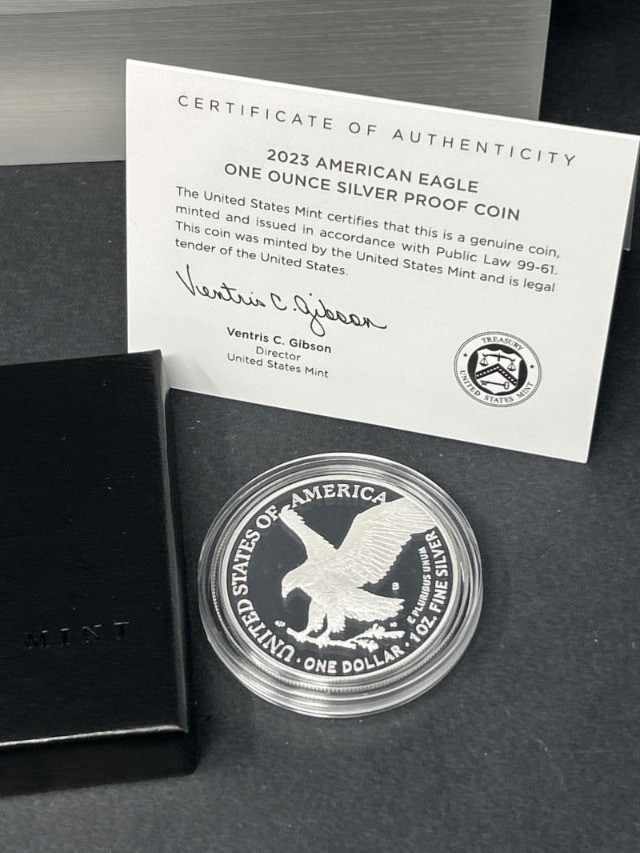 CERTIFICATE OF AUTHENTICITY
2023 AMERICAN EAGLE
ONE OUNCE SILVER PROOF COIN
The United States Mint certifies that this is a genuine coin,
minted and issued in accordance with Public Law 99-61.
This coin was minted by the United States Mint and is legal
tender of the United States.
Ventris C. Gibson
Ventris C. Gibson
Director
United States Mint
TREASURY
UNITED STATES MINT
MINT
UNITED STATES OF AMERICA
E PLURIBUS UNUM
1 OZ. FINE SILVER
ONE DOLLAR
S